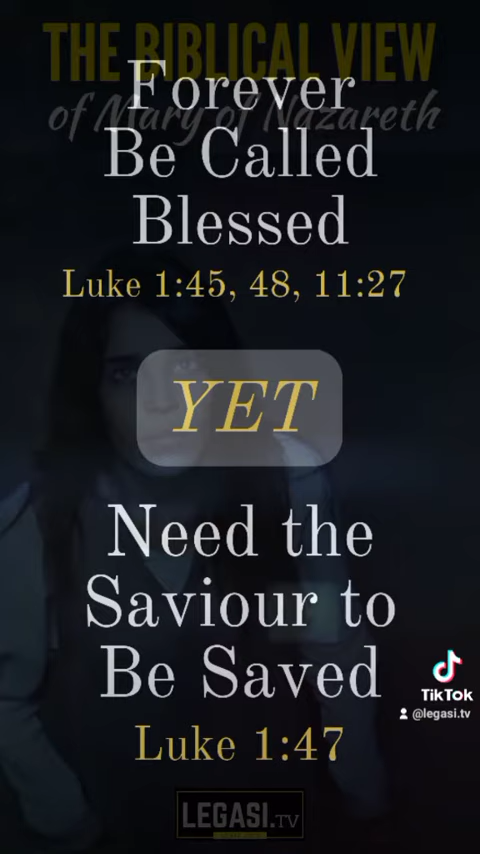 THE BIBLICAL VIEW
of Mary of Nazareth
Forever
Be Called
Blessed
Luke 1:45, 48, 11:27
YET
Need the
Saviour to
Be Saved
Luke 1:47
TikTok
@legasi.tv
LEGASI.TV